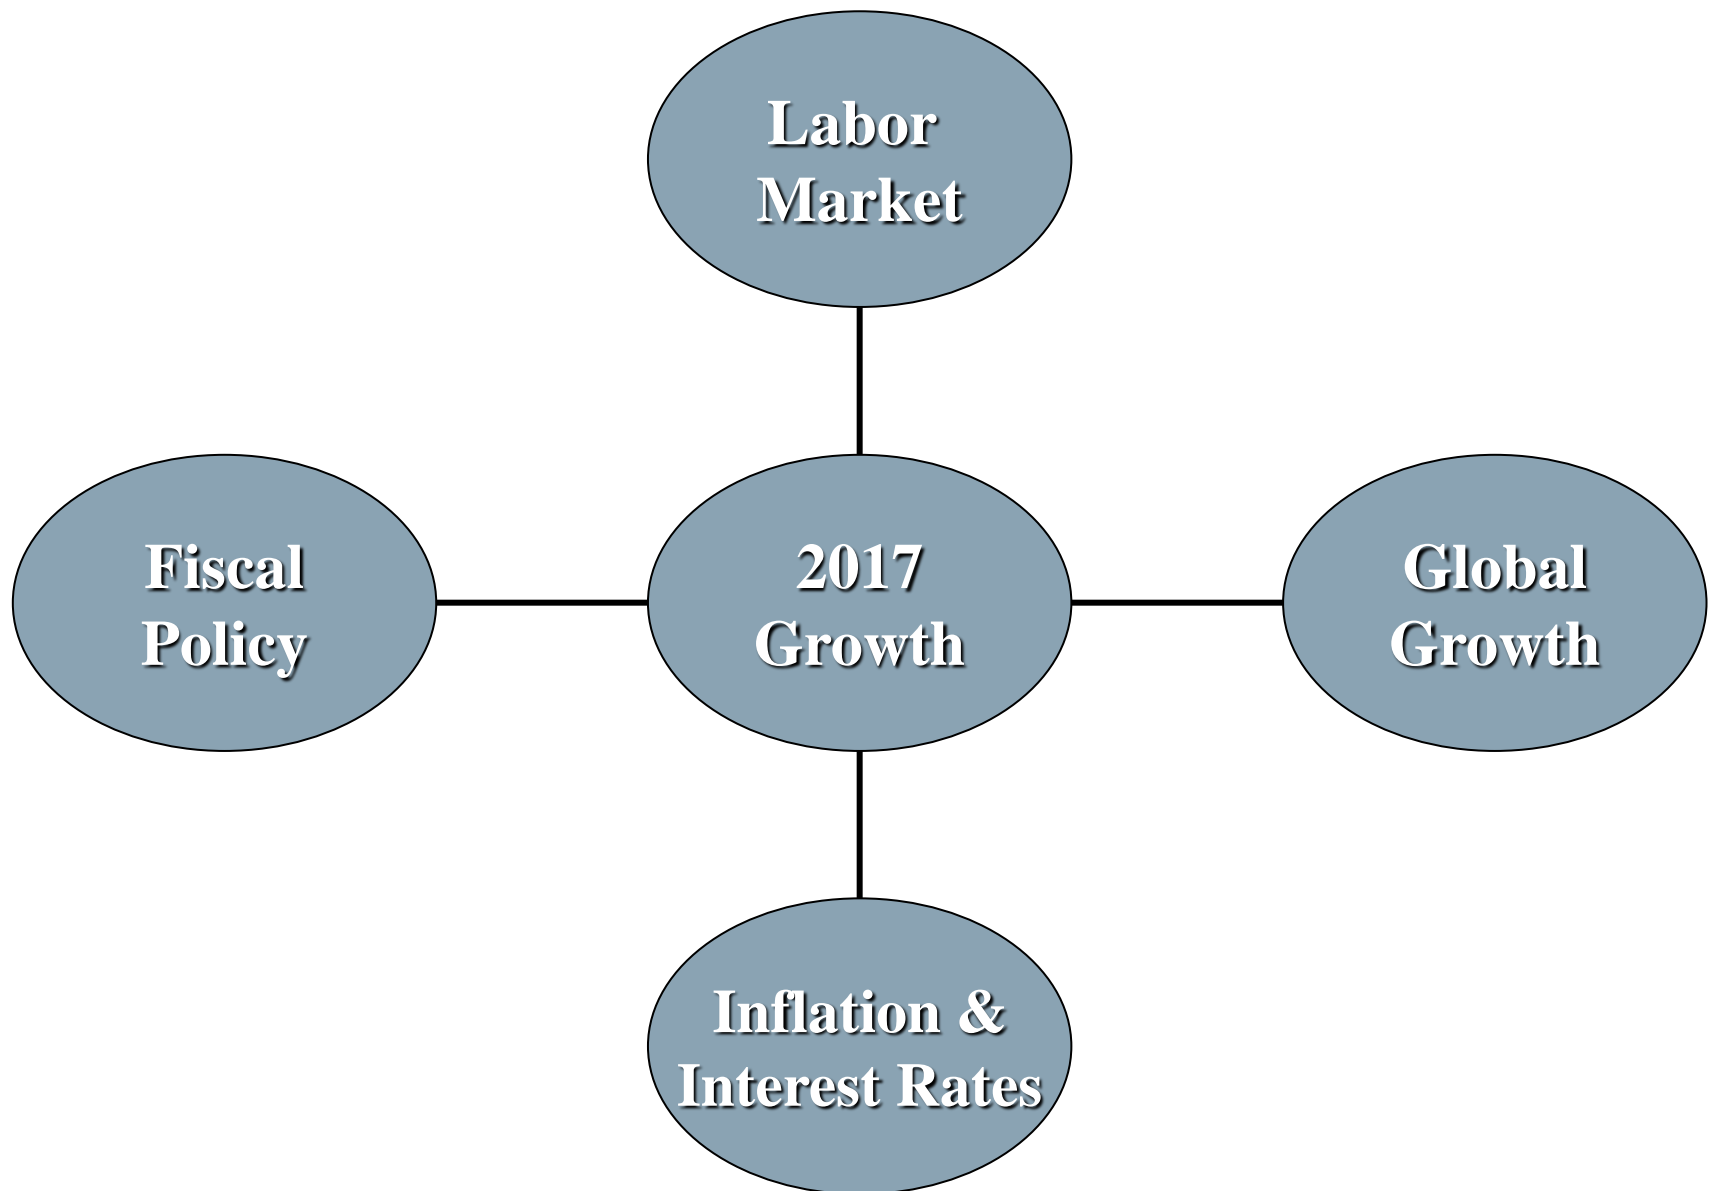 Labor
Market
Fiscal
Policy
2017
Growth
Global
Growth
Inflation &
Interest Rates